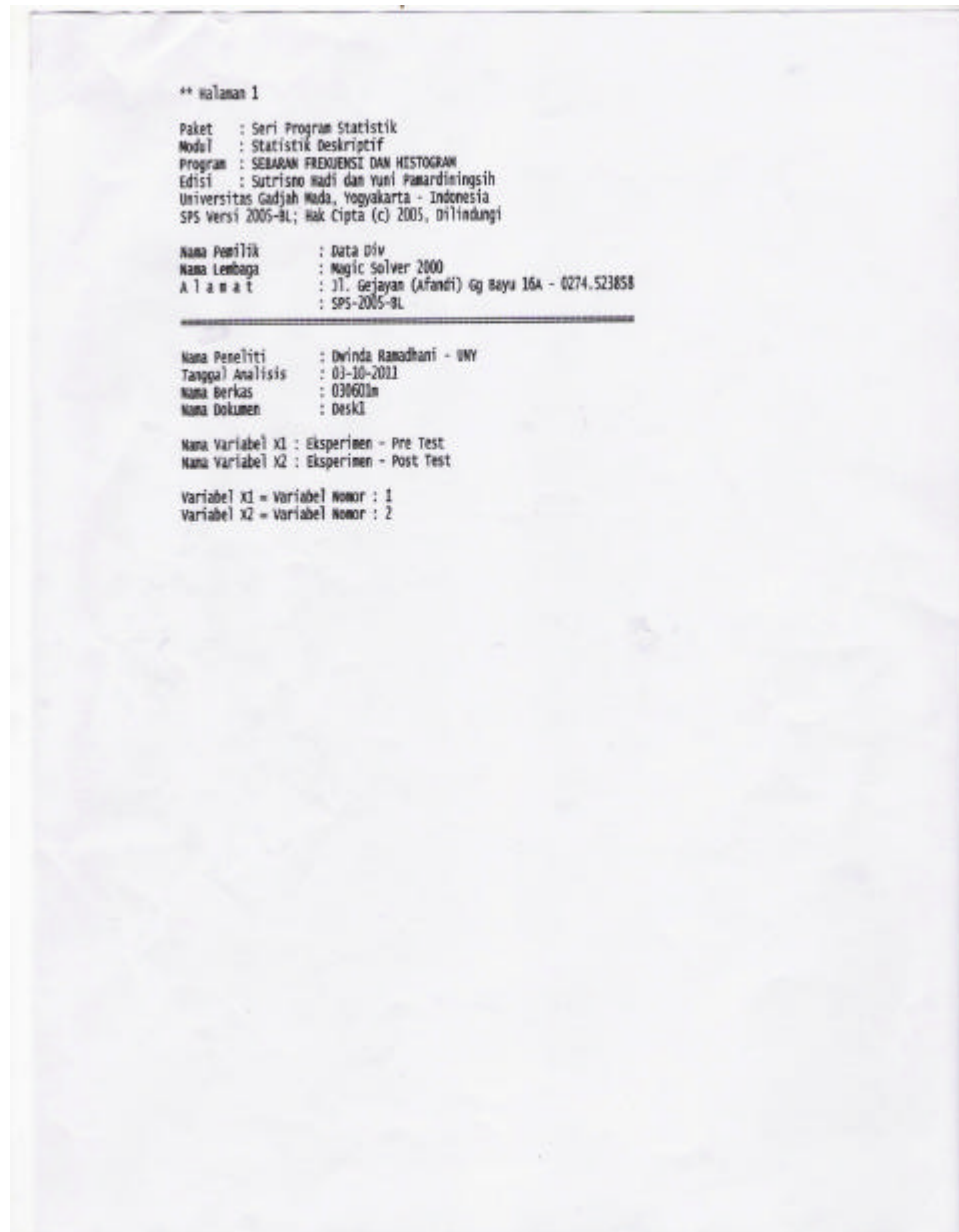 ** Halaman 1
Paket : Seri Program Statistik
Modul : Statistik Deskriptif
Program : SEBARAN FREKUENSI DAN HISTOGRAM
Edisi : Sutrisno Hadi dan Yuni Pamardiningsih
Universitas Gadjah Mada, Yogyakarta - Indonesia
SPS Versi 2005-BL; Hak Cipta (c) 2005, Dilindungi
Nama Pemilik : Data Div
Nama Lembaga : Magic Solver 2000
A l a m a t : Jl. Gejayan (Afandi) Gg Bayu 16A - 0274.523858
: SPS-2005-BL
Nama Peneliti : Dwinda Ramadhani - UNY
Tanggal Analisis : 03-10-2011
Nama Berkas : 030601m
Nama Dokumen : Desk1
Nama Variabel X1 : Eksperimen - Pre Test
Nama Variabel X2 : Eksperimen - Post Test
Variabel X1 = Variabel Nomor : 1
Variabel X2 = Variabel Nomor : 2